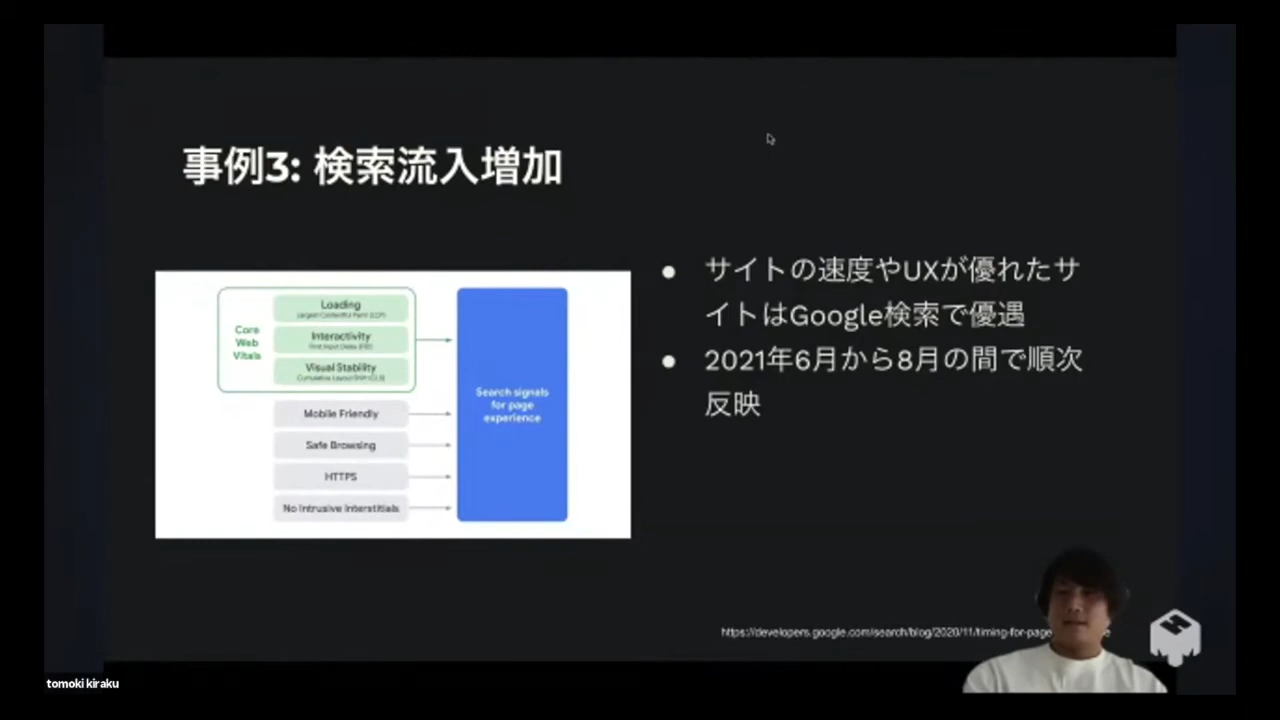 事例3: 検索流入増加
Core
Web
Vitals
Loading
Largest Contentful Paint (LCP)
Interactivity
First Input Delay (FID)
Visual Stability
Cumulative Layout Shift (CLS)
Mobile Friendly
Safe Browsing
HTTPS
No Intrusive Interstitials
Search signals
for page
experience
● サイトの速度やUXが優れたサ
イトはGoogle検索で優遇
● 2021年6月から8月の間で順次
反映
https://developers.google.com/search/blog/2020/11/timing-for-page
tomoki kiraku